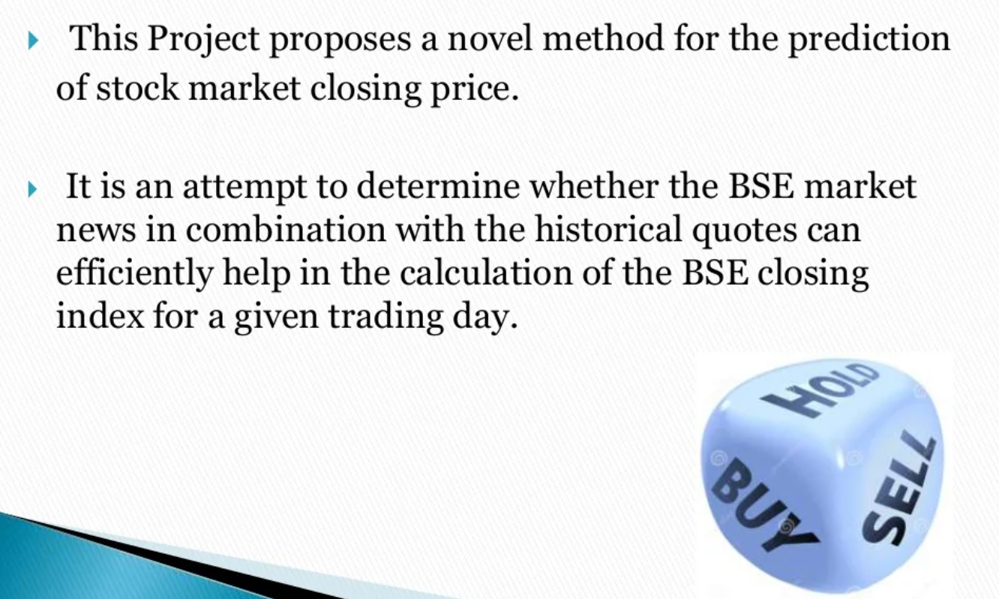 This Project proposes a novel method for the prediction
of stock market closing price.
It is an attempt to determine whether the BSE market
news in combination with the historical quotes can
efficiently help in the calculation of the BSE closing
index for a given trading day.
HOLD
BUY
SELL